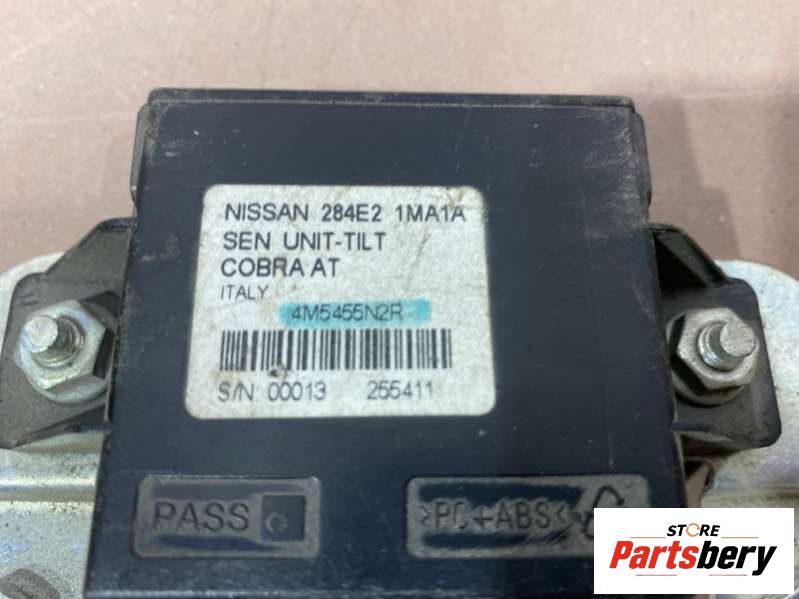 NISSAN 284E2 1MA1A
SEN UNIT-TILT
COBRA AT
ITALY
4M5455N2R
S/N: 00013 255411
PASS
>PC+ABS<
STORE
Partsbery